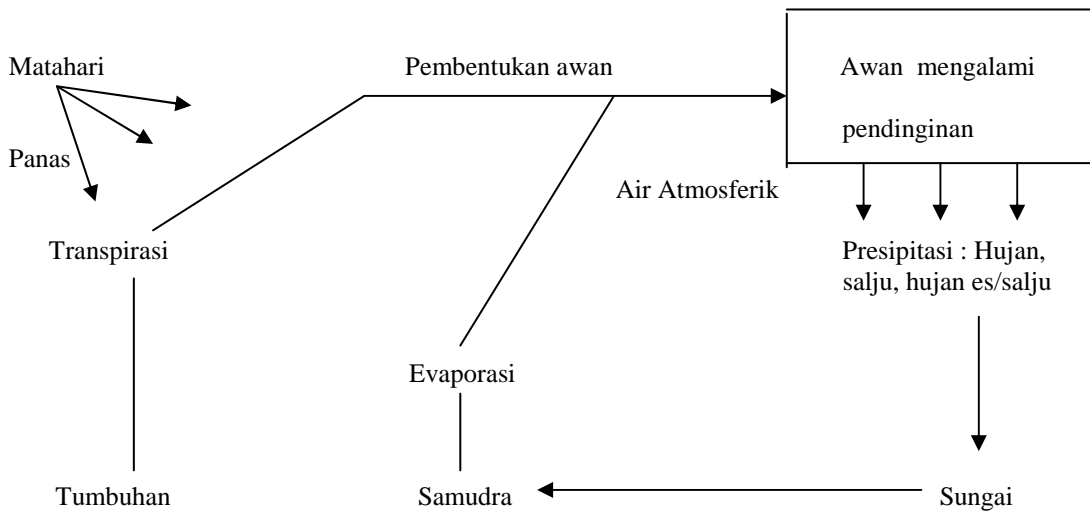 Matahari
Pembentukan awan
Awan mengalami
pendinginan
Panas
Air Atmosferik
Transpirasi
Presipitasi : Hujan,
salju, hujan es/salju
Evaporasi
Tumbuhan
Samudra
Sungai